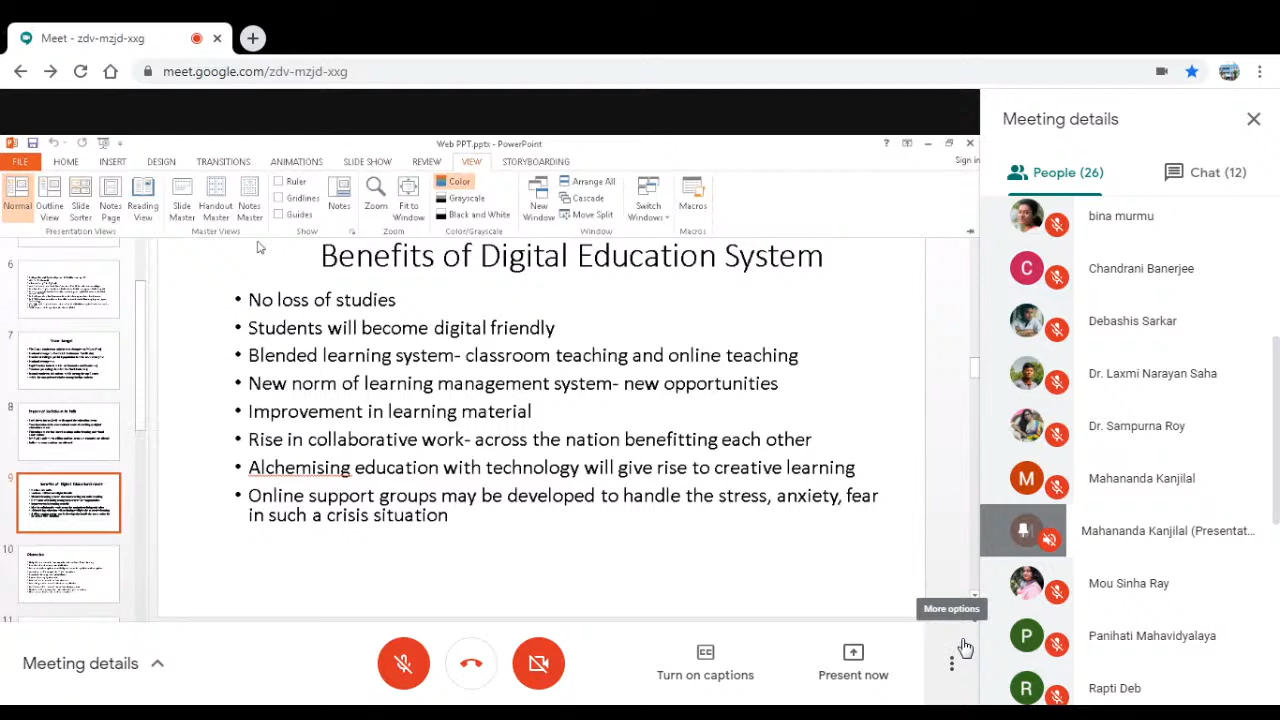 Meet - zdv-mzjd-xxg
meet.google.com/zdv-mzjd-xxg
Web PPT.pptx - PowerPoint
Sign in
FILE HOME INSERT DESIGN TRANSITIONS ANIMATIONS SLIDE SHOW REVIEW VIEW STORYBOARDING
Normal Outline View Slide Sorter Notes Page Reading View
Presentation Views
Slide Master Handout Master Notes Master
Master Views
Ruler
Gridlines
Guides
Show
Notes
Zoom Fit to Window
Zoom
Color
Grayscale
Black and White
Color/Grayscale
New Window
Arrange All
Cascade
Move Split
Window
Switch Windows
Macros
Macros
6
7
8
9
10
11
Benefits of Digital Education System
• No loss of studies
• Students will become digital friendly
• Blended learning system- classroom teaching and online teaching
• New norm of learning management system- new opportunities
• Improvement in learning material
• Rise in collaborative work- across the nation benefitting each other
• Alchemising education with technology will give rise to creative learning
• Online support groups may be developed to handle the stress, anxiety, fear
in such a crisis situation
More options
Meeting details
Turn on captions
Present now
Meeting details
People (26)
Chat (12)
bina murmu
C Chandrani Banerjee
Debashis Sarkar
Dr. Laxmi Narayan Saha
Dr. Sampurna Roy
M Mahananda Kanjilal
Mahananda Kanjilal (Presentat...
Mou Sinha Ray
P Panihati Mahavidyalaya
R Rapti Deb